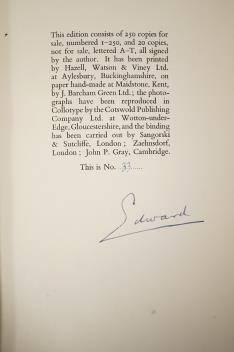 This edition consists of 250 copies for
sale, numbered 1–250, and 20 copies,
not for sale, lettered A–T, all signed
by the author. It has been printed
by Hazell, Watson & Viney Ltd.
at Aylesbury, Buckinghamshire, on
paper hand-made at Maidstone, Kent,
by J. Barcham Green Ltd.; the photo-
graphs have been reproduced in
Collotype by the Cotswold Publishing
Company Ltd. at Wotton-under-
Edge, Gloucestershire, and the binding
has been carried out by Sangorski
& Sutcliffe, London; Zaehnsdorf,
London; John P. Gray, Cambridge.
This is No. 33
Edward